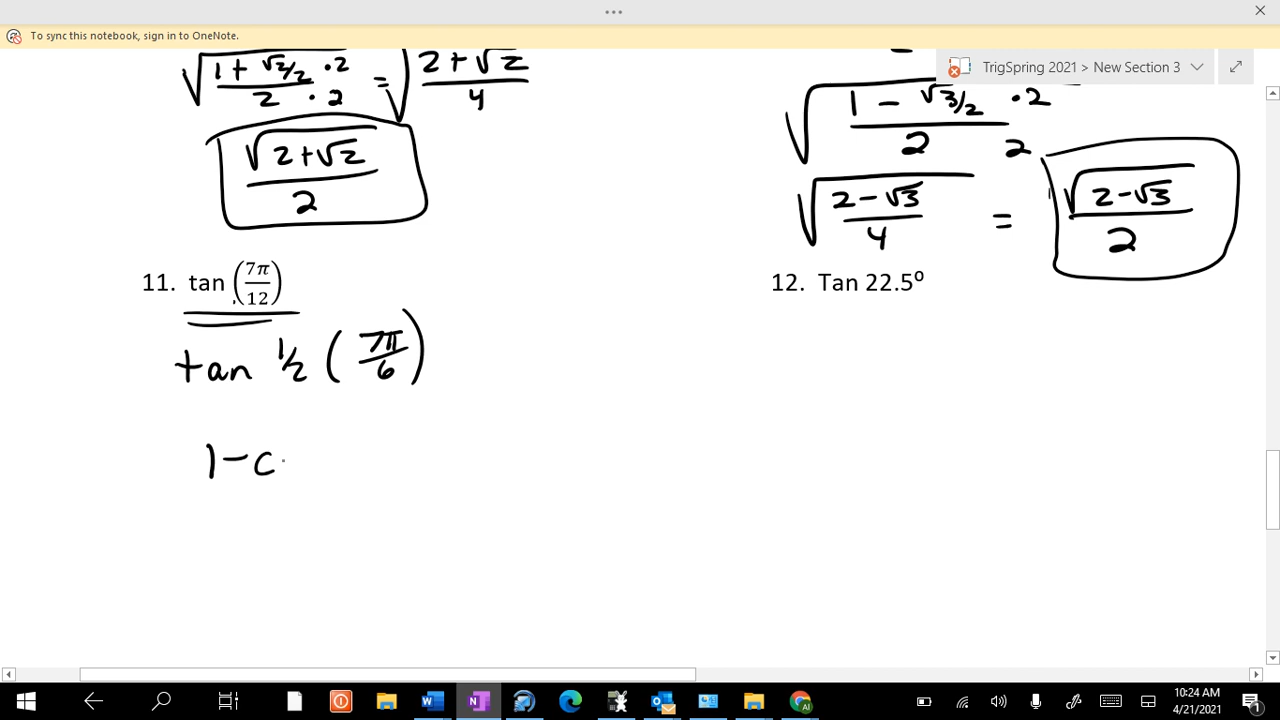 To sync this notebook, sign in to OneNote.
TrigSpring 2021 > New Section 3
√((1 + √2/2 · 2)/(2 · 2)) = √((2 + √2)/4)
√(2 + √2)/2
√((1 - √3/2 · 2)/(2 2))
√((2 - √3)/4) = √(2 - √3)/2
11. tan (7π/12)
tan ½ (7π/6)
1 - c
12. Tan 22.5º
10:24 AM
4/21/2021